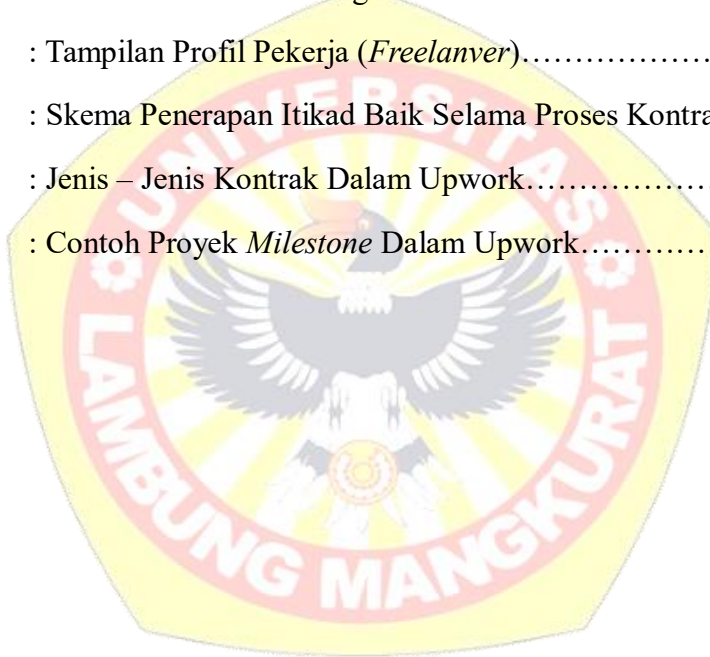 : Tampilan Profil Pekerja (Freelanver)………………
: Skema Penerapan Itikad Baik Selama Proses Kontra
: Jenis – Jenis Kontrak Dalam Upwork………………
: Contoh Proyek Milestone Dalam Upwork…………
UNIVERSITAS
LAMBUNG MANGKURAT